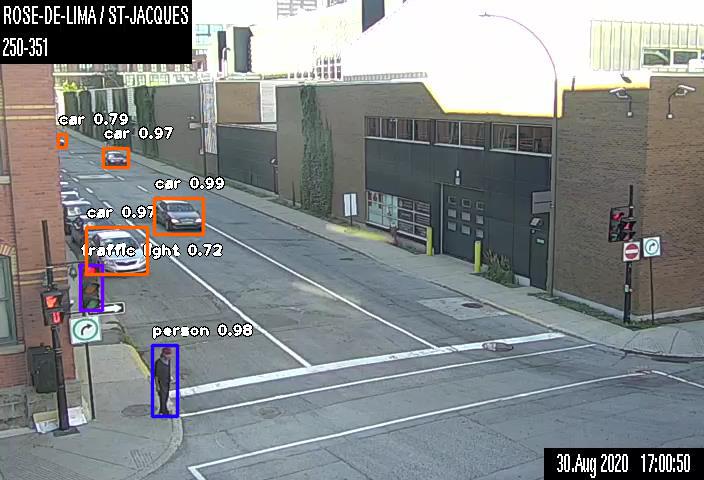 ROSE-DE-LIMA / ST-JACQUES
250-351
car 0.79
car 0.97
car 0.99
car 0.97
traffic light 0.72
person 0.98
30.Aug 2020 17:00:50